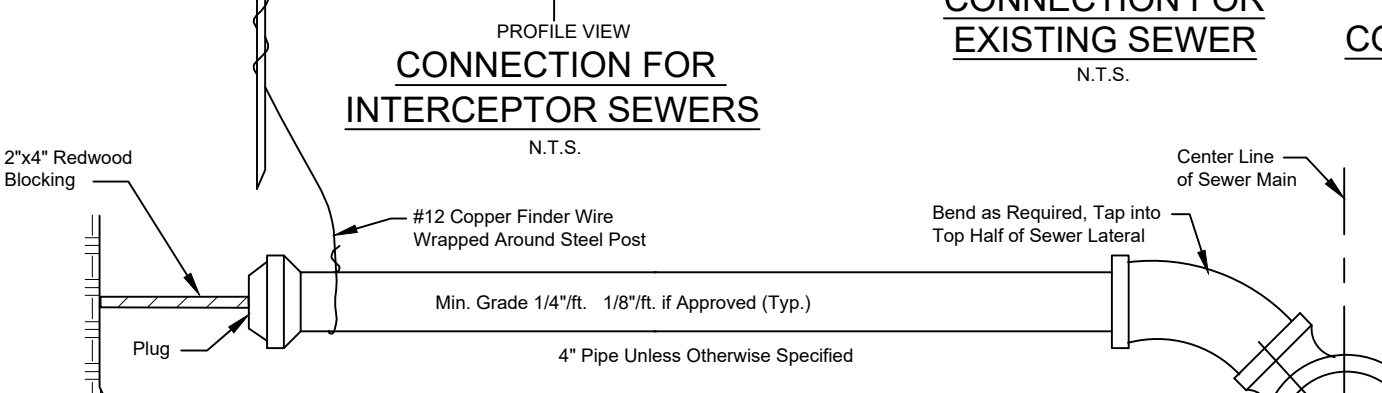 PROFILE VIEW
CONNECTION FOR
INTERCEPTOR SEWERS
N.T.S.
CONNECTION FOR
EXISTING SEWER
N.T.S.
2"x4" Redwood
Blocking
#12 Copper Finder Wire
Wrapped Around Steel Post
Center Line
of Sewer Main
Bend as Required, Tap into
Top Half of Sewer Lateral
Min. Grade 1/4"/ft. 1/8"/ft. if Approved (Typ.)
Plug
4" Pipe Unless Otherwise Specified